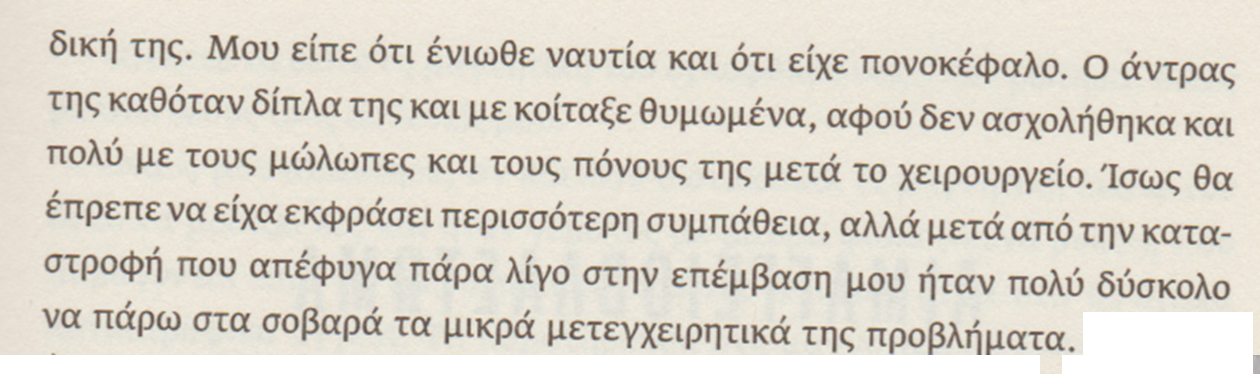 δική της. Μου είπε ότι ένιωθε ναυτία και ότι είχε πονοκέφαλο. Ο άντρας
της καθόταν δίπλα της και με κοίταξε θυμωμένα, αφού δεν ασχολήθηκα και
πολύ με τους μώλωπες και τους πόνους της μετά το χειρουργείο. Ίσως θα
έπρεπε να είχα εκφράσει περισσότερη συμπάθεια, αλλά μετά από την κατα-
στροφή που απέφυγα πάρα λίγο στην επέμβαση μου ήταν πολύ δύσκολο
να πάρω στα σοβαρά τα μικρά μετεγχειρητικά της προβλήματα.